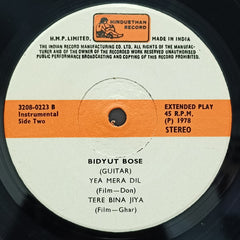 HINDUSTHAN
RECORD
H.M.P. LIMITED, MADE IN INDIA
THE INDIAN RECORD MANUFACTURING CO. LTD. ALL RIGHTS OF THE MANUFAC-
TURER AND OF THE OWNER OF THE RECORDED WORK RESERVED UNAUTHORISED
PUBLIC PERFORMANCE BROADCASTING AND COPYING OF THIS RECORD PROHIBITED
3208-0223 B
Instrumental
Side Two
EXTENDED PLAY
45 R.P.M.
(P) 1978
STEREO
BIDYUT BOSE
(GUITAR)
YEA MERA DIL
(Film—Don)
TERE BINA JIYA
(Film—Ghar)